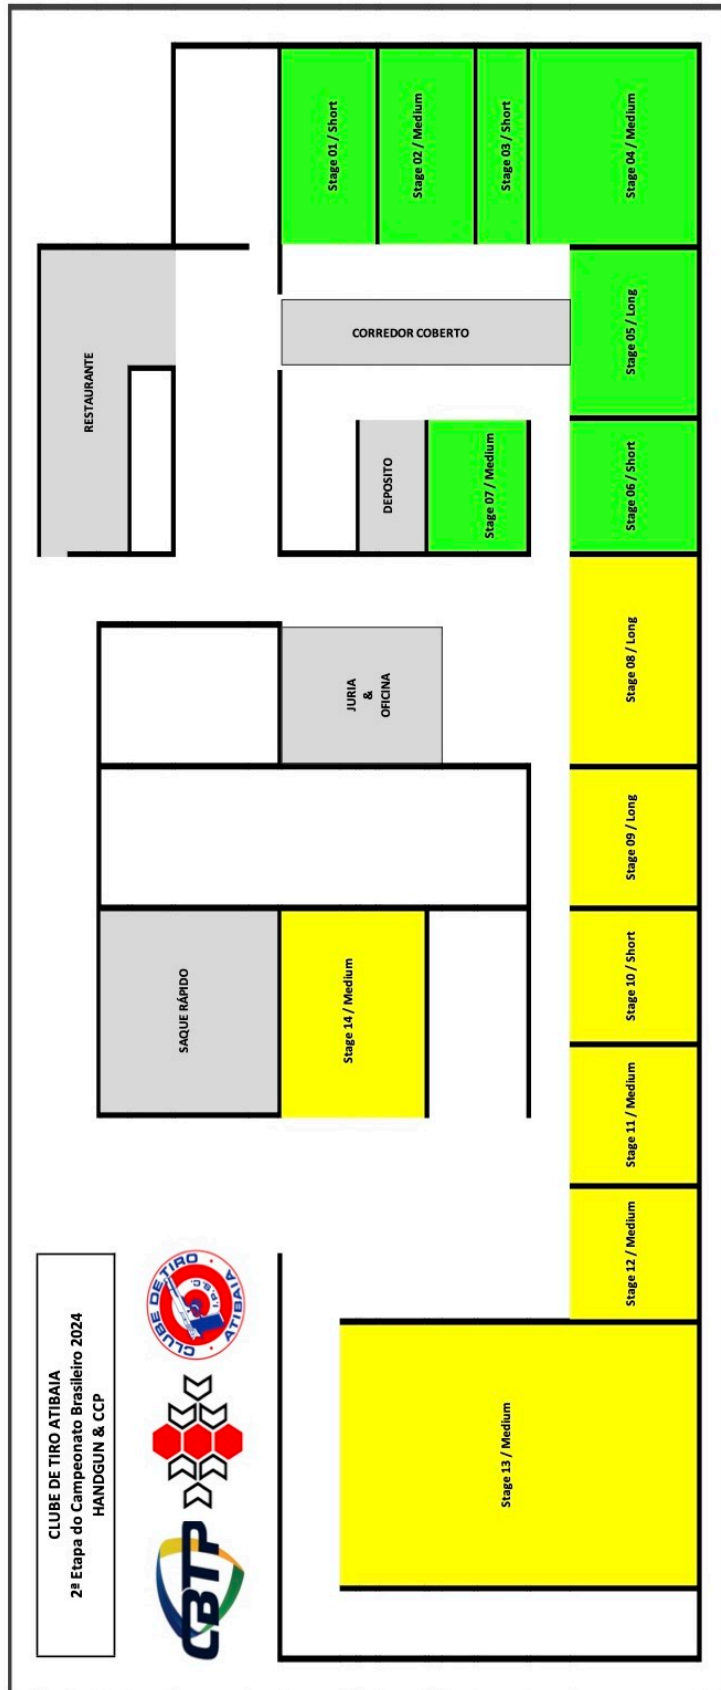 CLUBE DE TIRO ATIBAIA
2ª Etapa do Campeonato Brasileiro 2024
HANDGUN & CCP
CBTP
CLUBE DE TIRO
I.P.S.C.
ATIBAIA
RESTAURANTE
SAQUE RÁPIDO
JURIA
&
OFICINA
DEPOSITO
CORREDOR COBERTO
Stage 01 / Short
Stage 02 / Medium
Stage 03 / Short
Stage 04 / Medium
Stage 05 / Long
Stage 06 / Short
Stage 07 / Medium
Stage 08 / Long
Stage 09 / Long
Stage 10 / Short
Stage 11 / Medium
Stage 12 / Medium
Stage 13 / Medium
Stage 14 / Medium